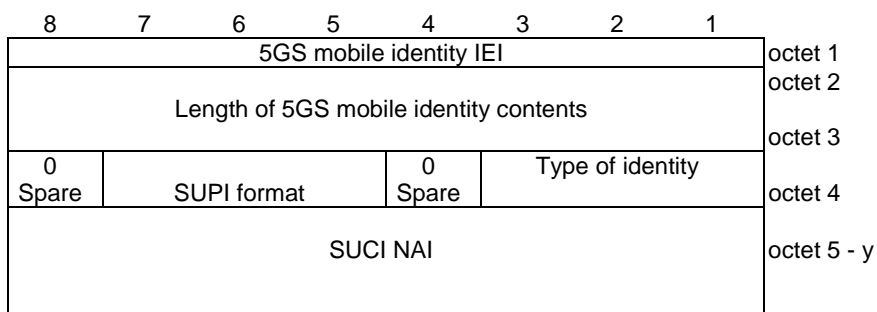 8 7 6 5 4 3 2 1
5GS mobile identity IEI octet 1
octet 2
Length of 5GS mobile identity contents
octet 3
0 0 Type of identity
Spare SUPI format Spare octet 4
SUCI NAI octet 5 - y